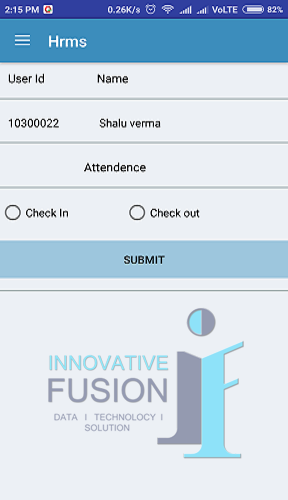 2:15 PM 0.26K/s VoLTE 82%
Hrms
User Id Name
10300022 Shalu verma
Attendence
Check In Check out
SUBMIT
INNOVATIVE
FUSION
DATA I TECHNOLOCY I
SOLUTION